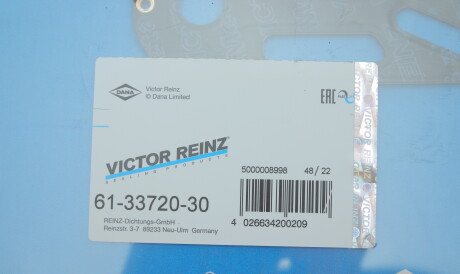 DANA
Victor Reinz
© Dana Limited
EAC
VICTOR REINZ
SEALING PRODUCTS
5000008998 48 / 22
61-33720-30
REINZ-Dichtungs-GmbH
Reinzstr. 3-7 89233 Neu-Ulm Germany
4 026634200209